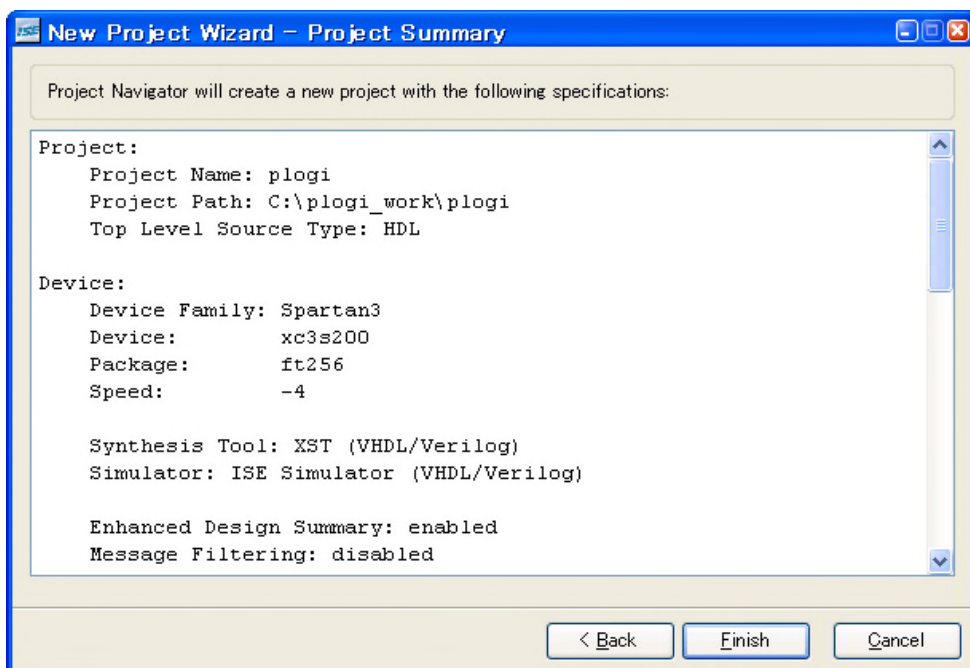 ISE New Project Wizard - Project Summary
Project Navigator will create a new project with the following specifications:
Project:
Project Name: plogi
Project Path: C:\plogi_work\plogi
Top Level Source Type: HDL
Device:
Device Family: Spartan3
Device: xc3s200
Package: ft256
Speed: -4
Synthesis Tool: XST (VHDL/Verilog)
Simulator: ISE Simulator (VHDL/Verilog)
Enhanced Design Summary: enabled
Message Filtering: disabled
< Back Finish Cancel